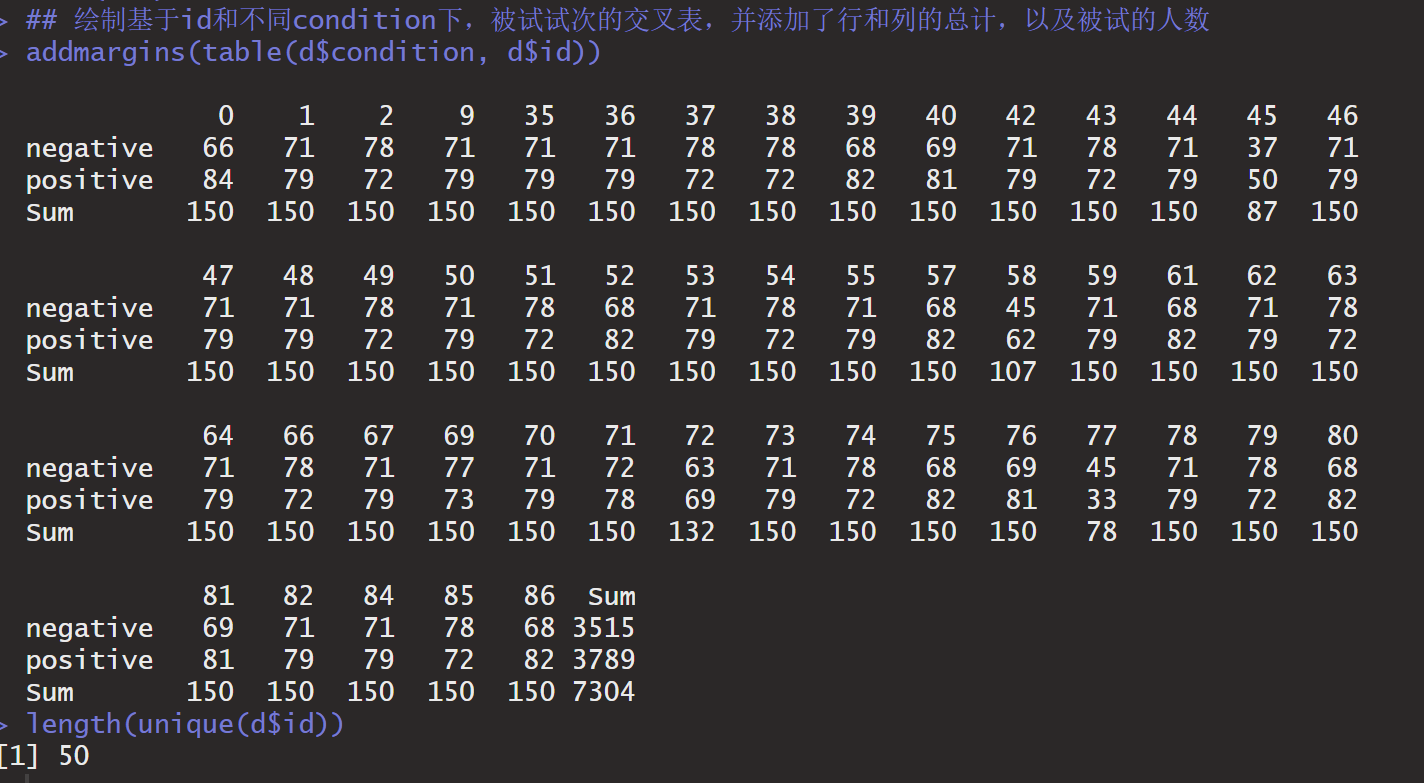 > ## 绘制基于id和不同condition下，被试试次的交叉表，并添加了行和列的总计，以及被试的人数
> addmargins(table(d$condition, d$id))
0 1 2 9 35 36 37 38 39 40 42 43 44 45 46
negative 66 71 78 71 71 71 78 78 68 69 71 78 71 37 71
positive 84 79 72 79 79 79 72 72 82 81 79 72 79 50 79
Sum 150 150 150 150 150 150 150 150 150 150 150 150 150 87 150
47 48 49 50 51 52 53 54 55 57 58 59 61 62 63
negative 71 71 78 71 78 68 71 78 71 68 45 71 68 71 78
positive 79 79 72 79 72 82 79 72 79 82 62 79 82 79 72
Sum 150 150 150 150 150 150 150 150 150 150 107 150 150 150 150
64 66 67 69 70 71 72 73 74 75 76 77 78 79 80
negative 71 78 71 77 71 72 63 71 78 68 69 45 71 78 68
positive 79 72 79 73 79 78 69 79 72 82 81 33 79 72 82
Sum 150 150 150 150 150 150 132 150 150 150 150 78 150 150 150
81 82 84 85 86 Sum
negative 69 71 71 78 68 3515
positive 81 79 79 72 82 3789
Sum 150 150 150 150 150 7304
> length(unique(d$id))
[1] 50